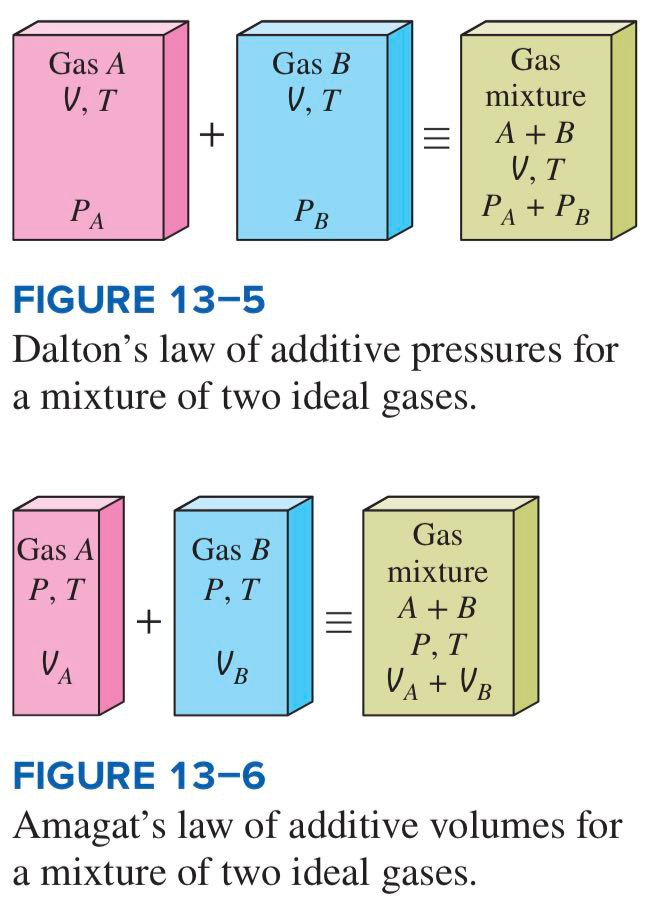 Gas A
V, T
P_A
+
Gas B
V, T
P_B
≡
Gas
mixture
A + B
V, T
P_A + P_B
FIGURE 13–5
Dalton’s law of additive pressures for
a mixture of two ideal gases.
Gas A
P, T
V_A
+
Gas B
P, T
V_B
≡
Gas
mixture
A + B
P, T
V_A + V_B
FIGURE 13–6
Amagat’s law of additive volumes for
a mixture of two ideal gases.